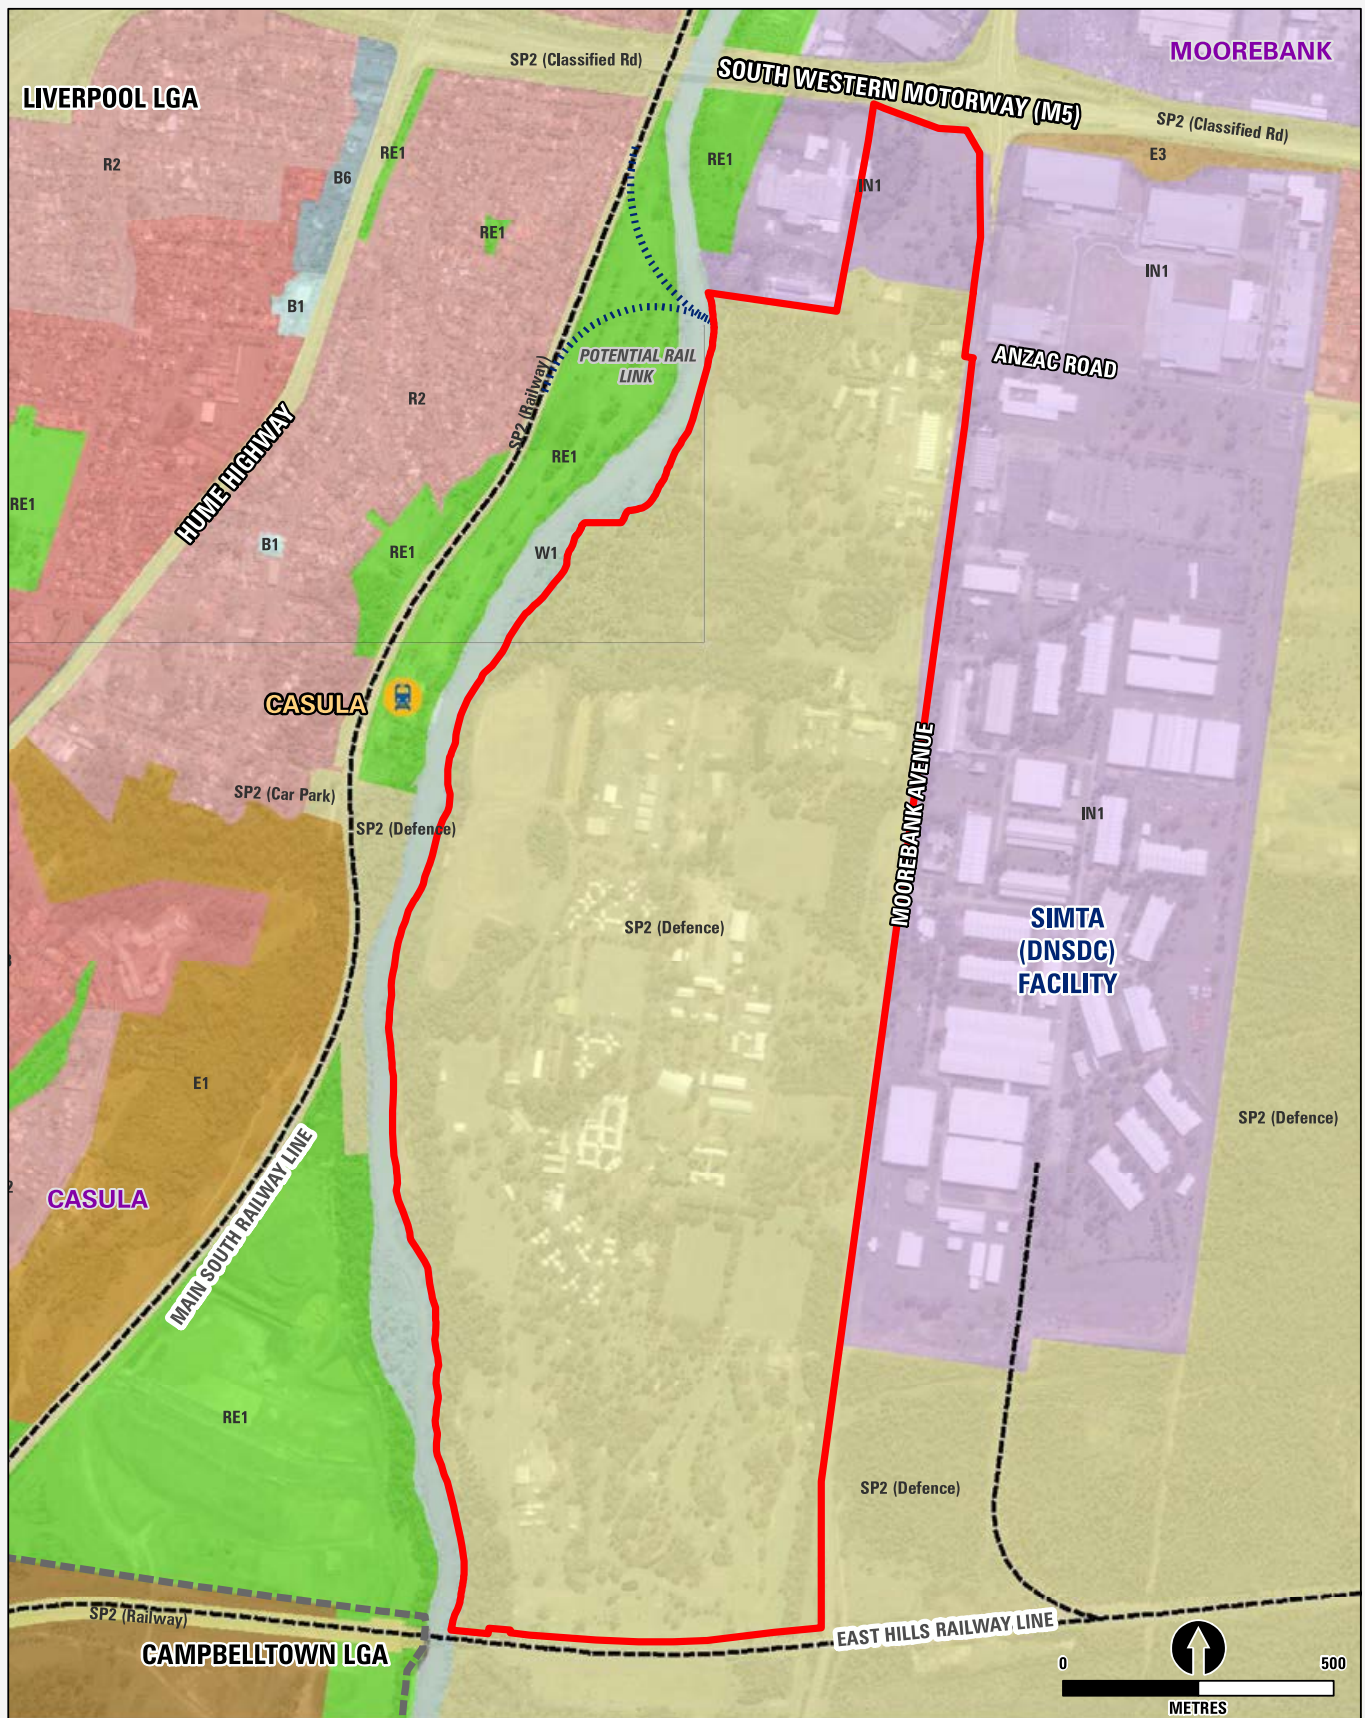 MOOREBANK
SP2 (Classified Rd)
SOUTH WESTERN MOTORWAY (M5)
LIVERPOOL LGA
SP2 (Classified Rd)
RE1
R2
B6
RE1
E3
IN1
RE1
IN1
B1
POTENTIAL RAIL
LINK
ANZAC ROAD
SP2 (Railway)
R2
HUME HIGHWAY
RE1
RE1
B1
RE1
W1
CASULA
SP2 (Car Park)
SP2 (Defence)
MOOREBANK AVENUE
IN1
SP2 (Defence)
SIMTA
(DNSDC)
FACILITY
E1
SP2 (Defence)
MAIN SOUTH RAILWAY LINE
CASULA
RE1
SP2 (Defence)
SP2 (Railway)
EAST HILLS RAILWAY LINE
CAMPBELLTOWN LGA
0 500
METRES